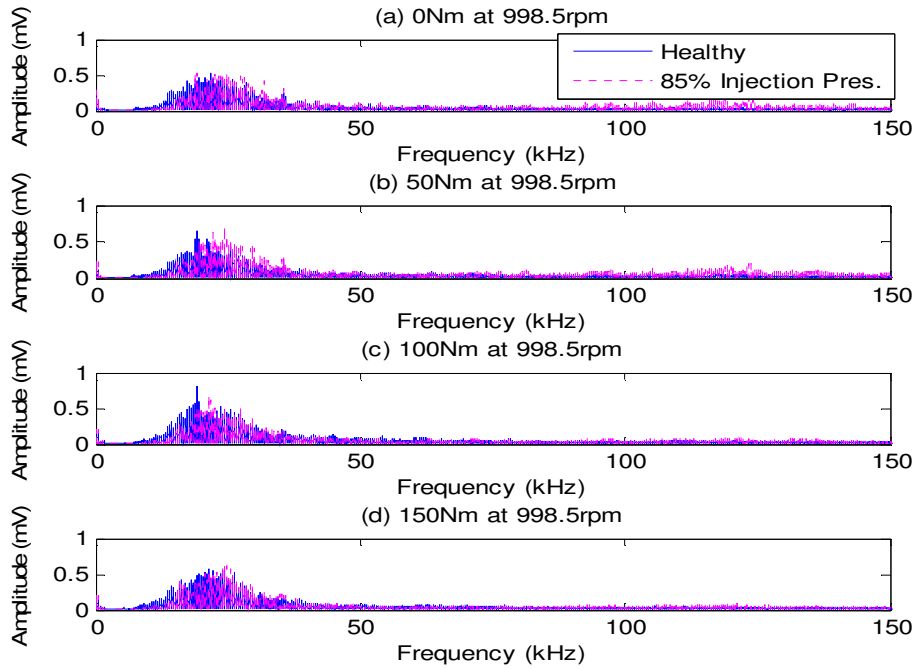 (a) 0Nm at 998.5rpm
Amplitude (mV)
1
0.5
0
Healthy
85% Injection Pres.
0 50 100 150
Frequency (kHz)
(b) 50Nm at 998.5rpm
Amplitude (mV)
1
0.5
0
0 50 100 150
Frequency (kHz)
(c) 100Nm at 998.5rpm
Amplitude (mV)
1
0.5
0
0 50 100 150
Frequency (kHz)
(d) 150Nm at 998.5rpm
Amplitude (mV)
1
0.5
0
0 50 100 150
Frequency (kHz)